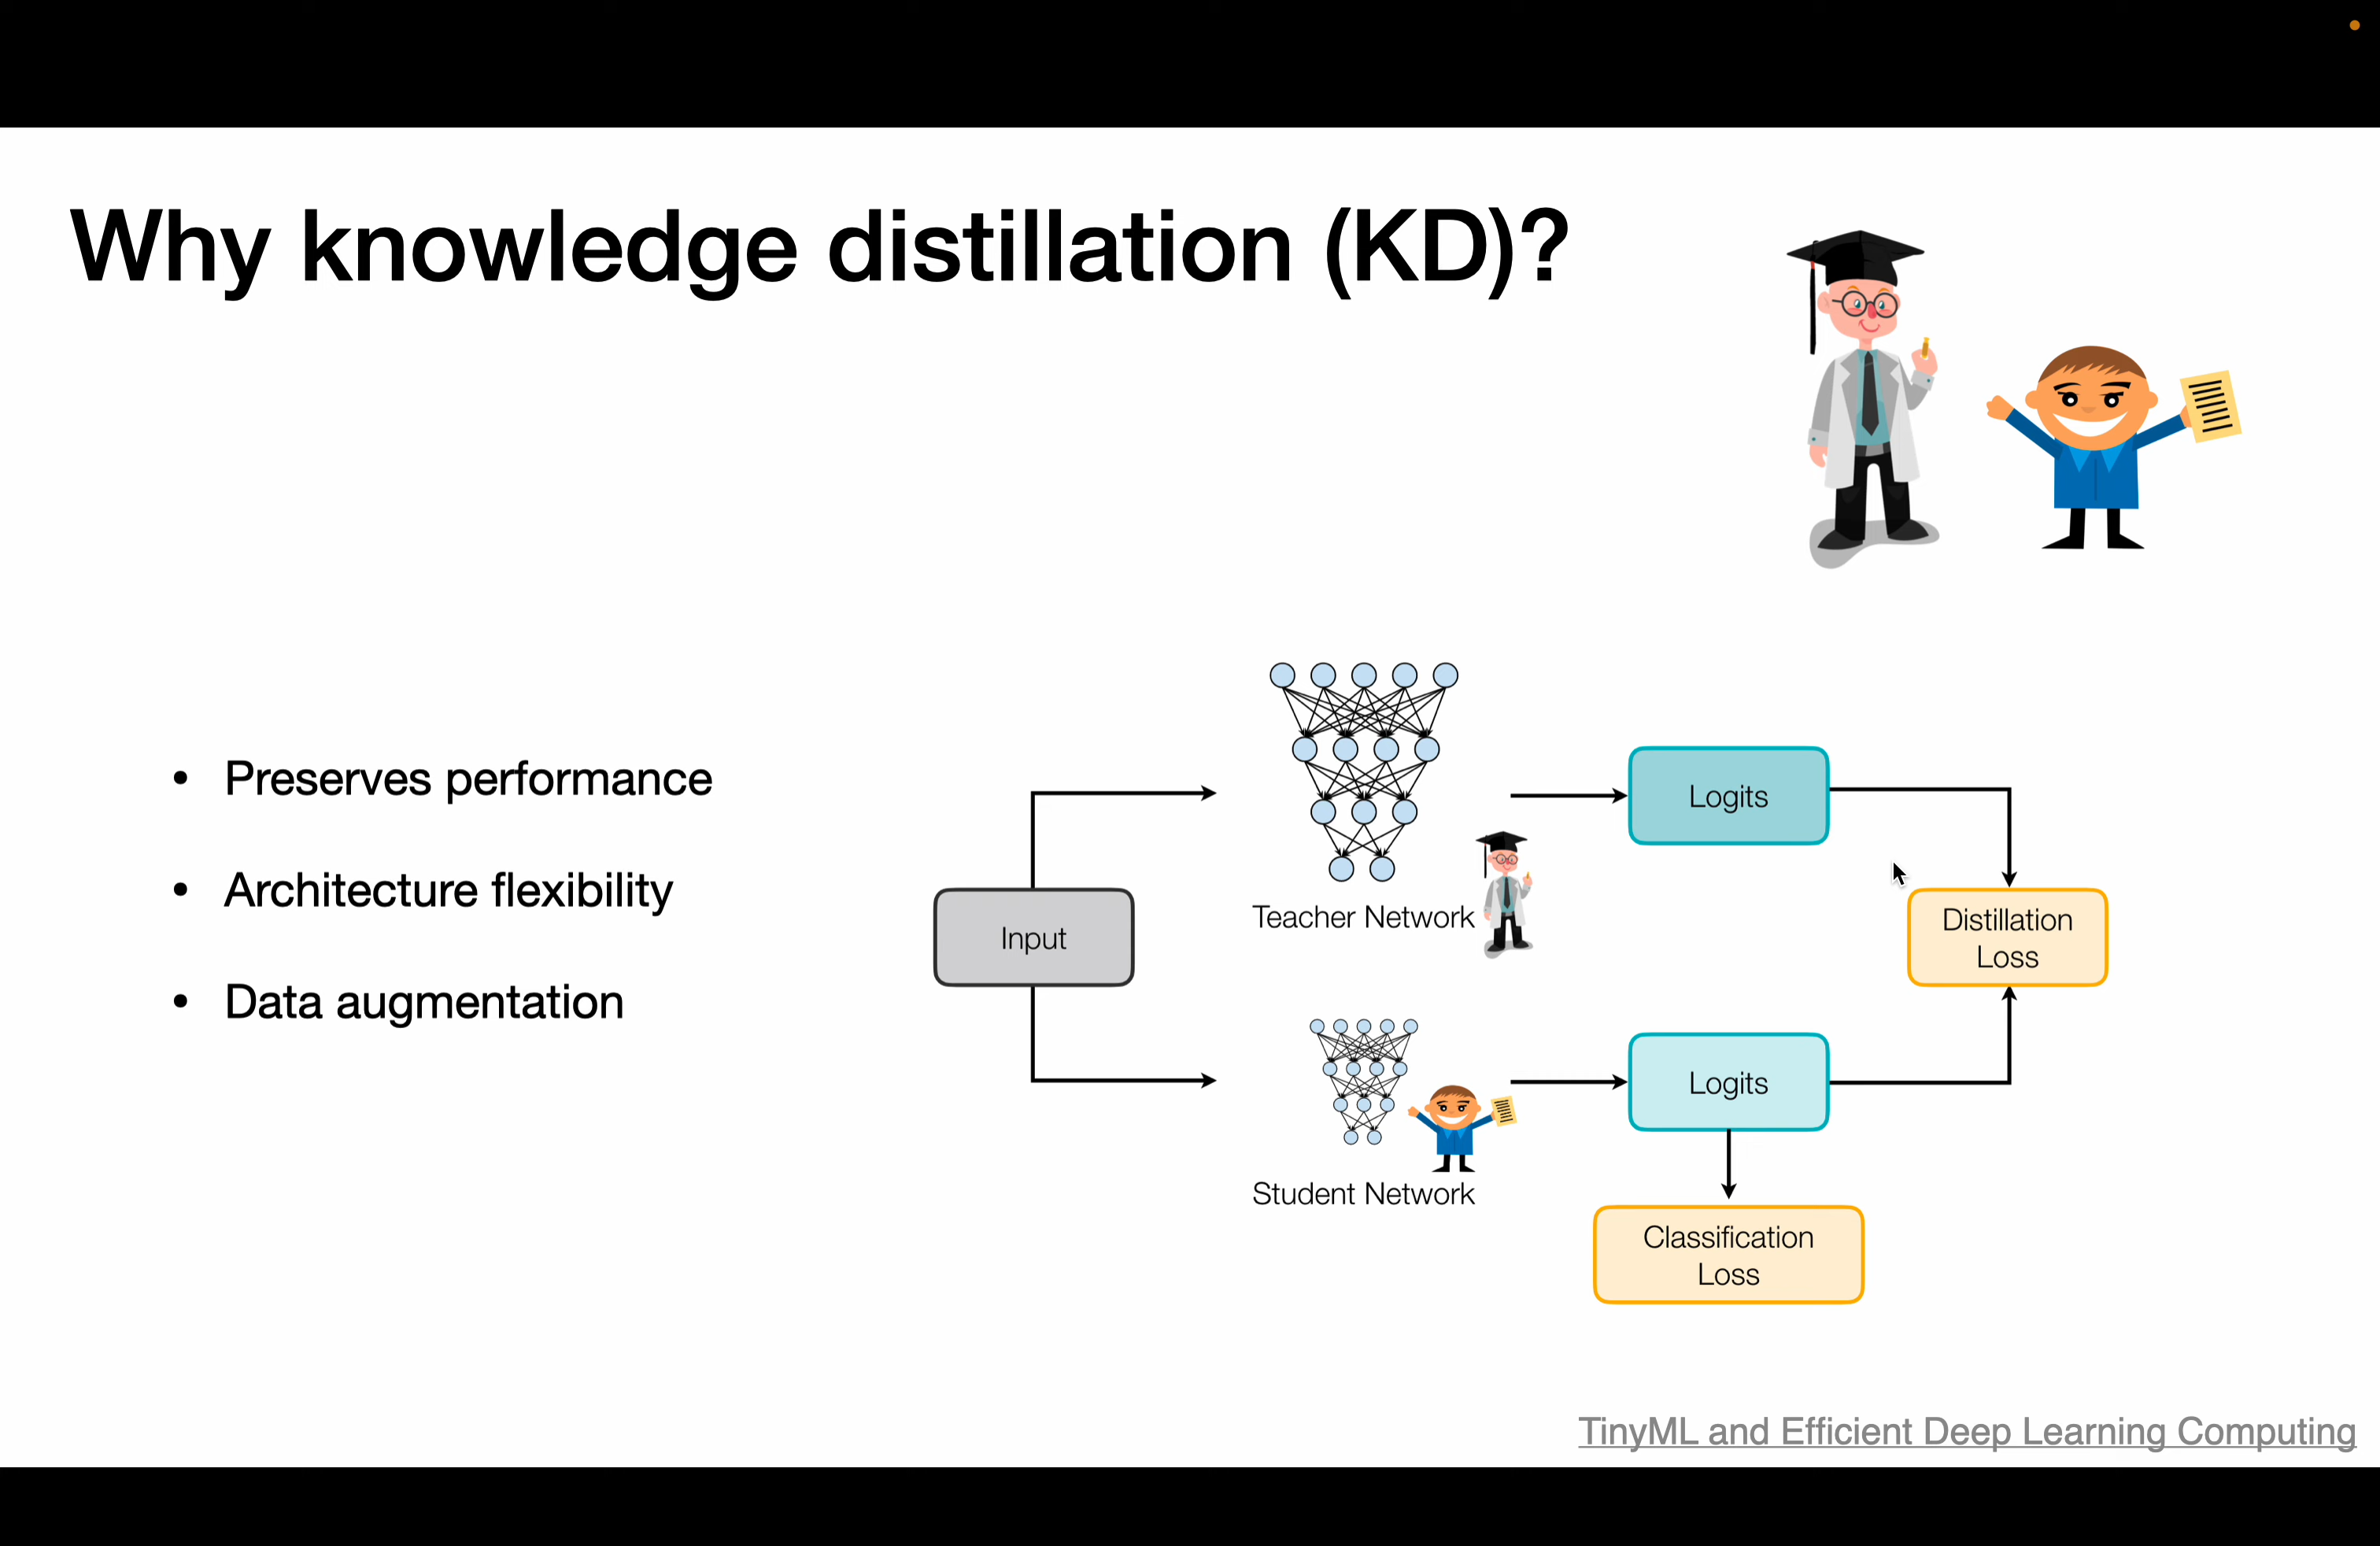 Why knowledge distillation (KD)?
• Preserves performance
• Architecture flexibility
• Data augmentation
Input
Teacher Network
Logits
Distillation
Loss
Student Network
Logits
Classification
Loss
TinyML and Efficient Deep Learning Computing